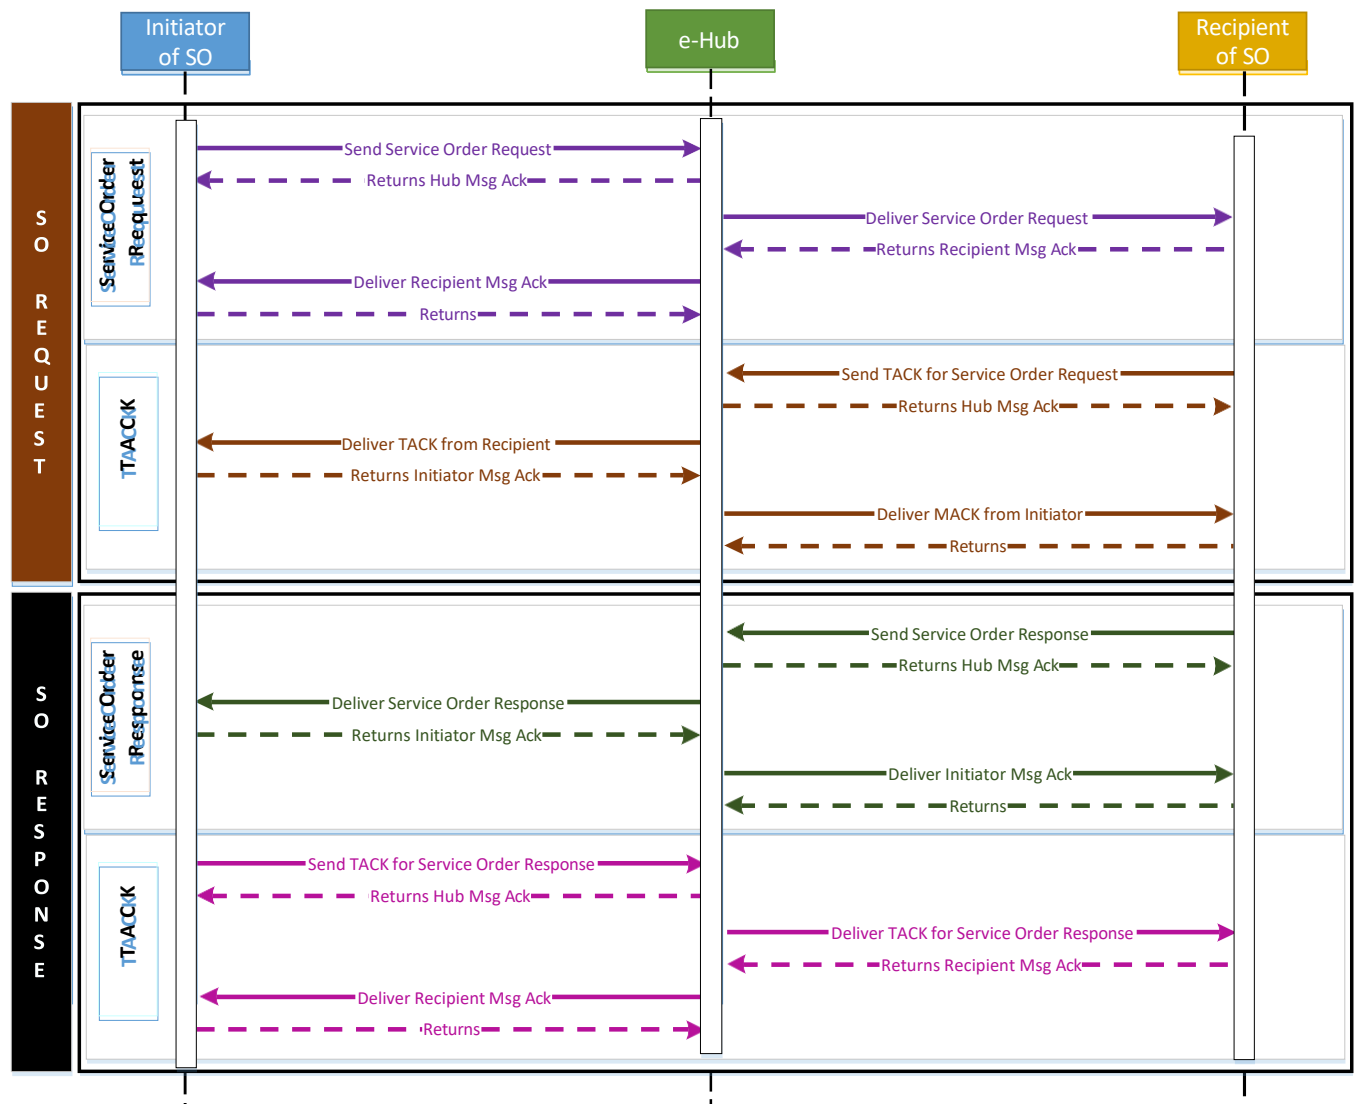 Initiator
of SO
e-Hub
Recipient
of SO
SO REQUEST
Service Order
Request
Send Service Order Request
Returns Hub Msg Ack
Deliver Service Order Request
Returns Recipient Msg Ack
Deliver Recipient Msg Ack
Returns
TACK
Send TACK for Service Order Request
Returns Hub Msg Ack
Deliver TACK from Recipient
Returns Initiator Msg Ack
Deliver MACK from Initiator
Returns
SO RESPONSE
Service Order
Response
Send Service Order Response
Returns Hub Msg Ack
Deliver Service Order Response
Returns Initiator Msg Ack
Deliver Initiator Msg Ack
Returns
TACK
Send TACK for Service Order Response
Returns Hub Msg Ack
Deliver TACK for Service Order Response
Returns Recipient Msg Ack
Deliver Recipient Msg Ack
Returns